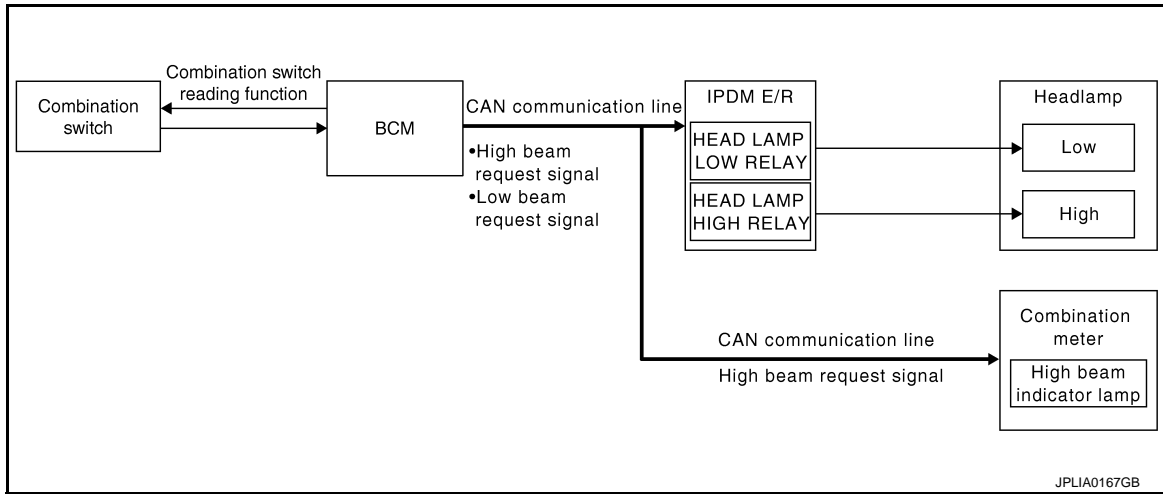 Combination switch
reading function
Combination
switch
BCM
CAN communication line
•High beam
request signal
•Low beam
request signal
IPDM E/R
HEAD LAMP
LOW RELAY
HEAD LAMP
HIGH RELAY
Headlamp
Low
High
CAN communication line
High beam request signal
Combination
meter
High beam
indicator lamp
JPLIA0167GB